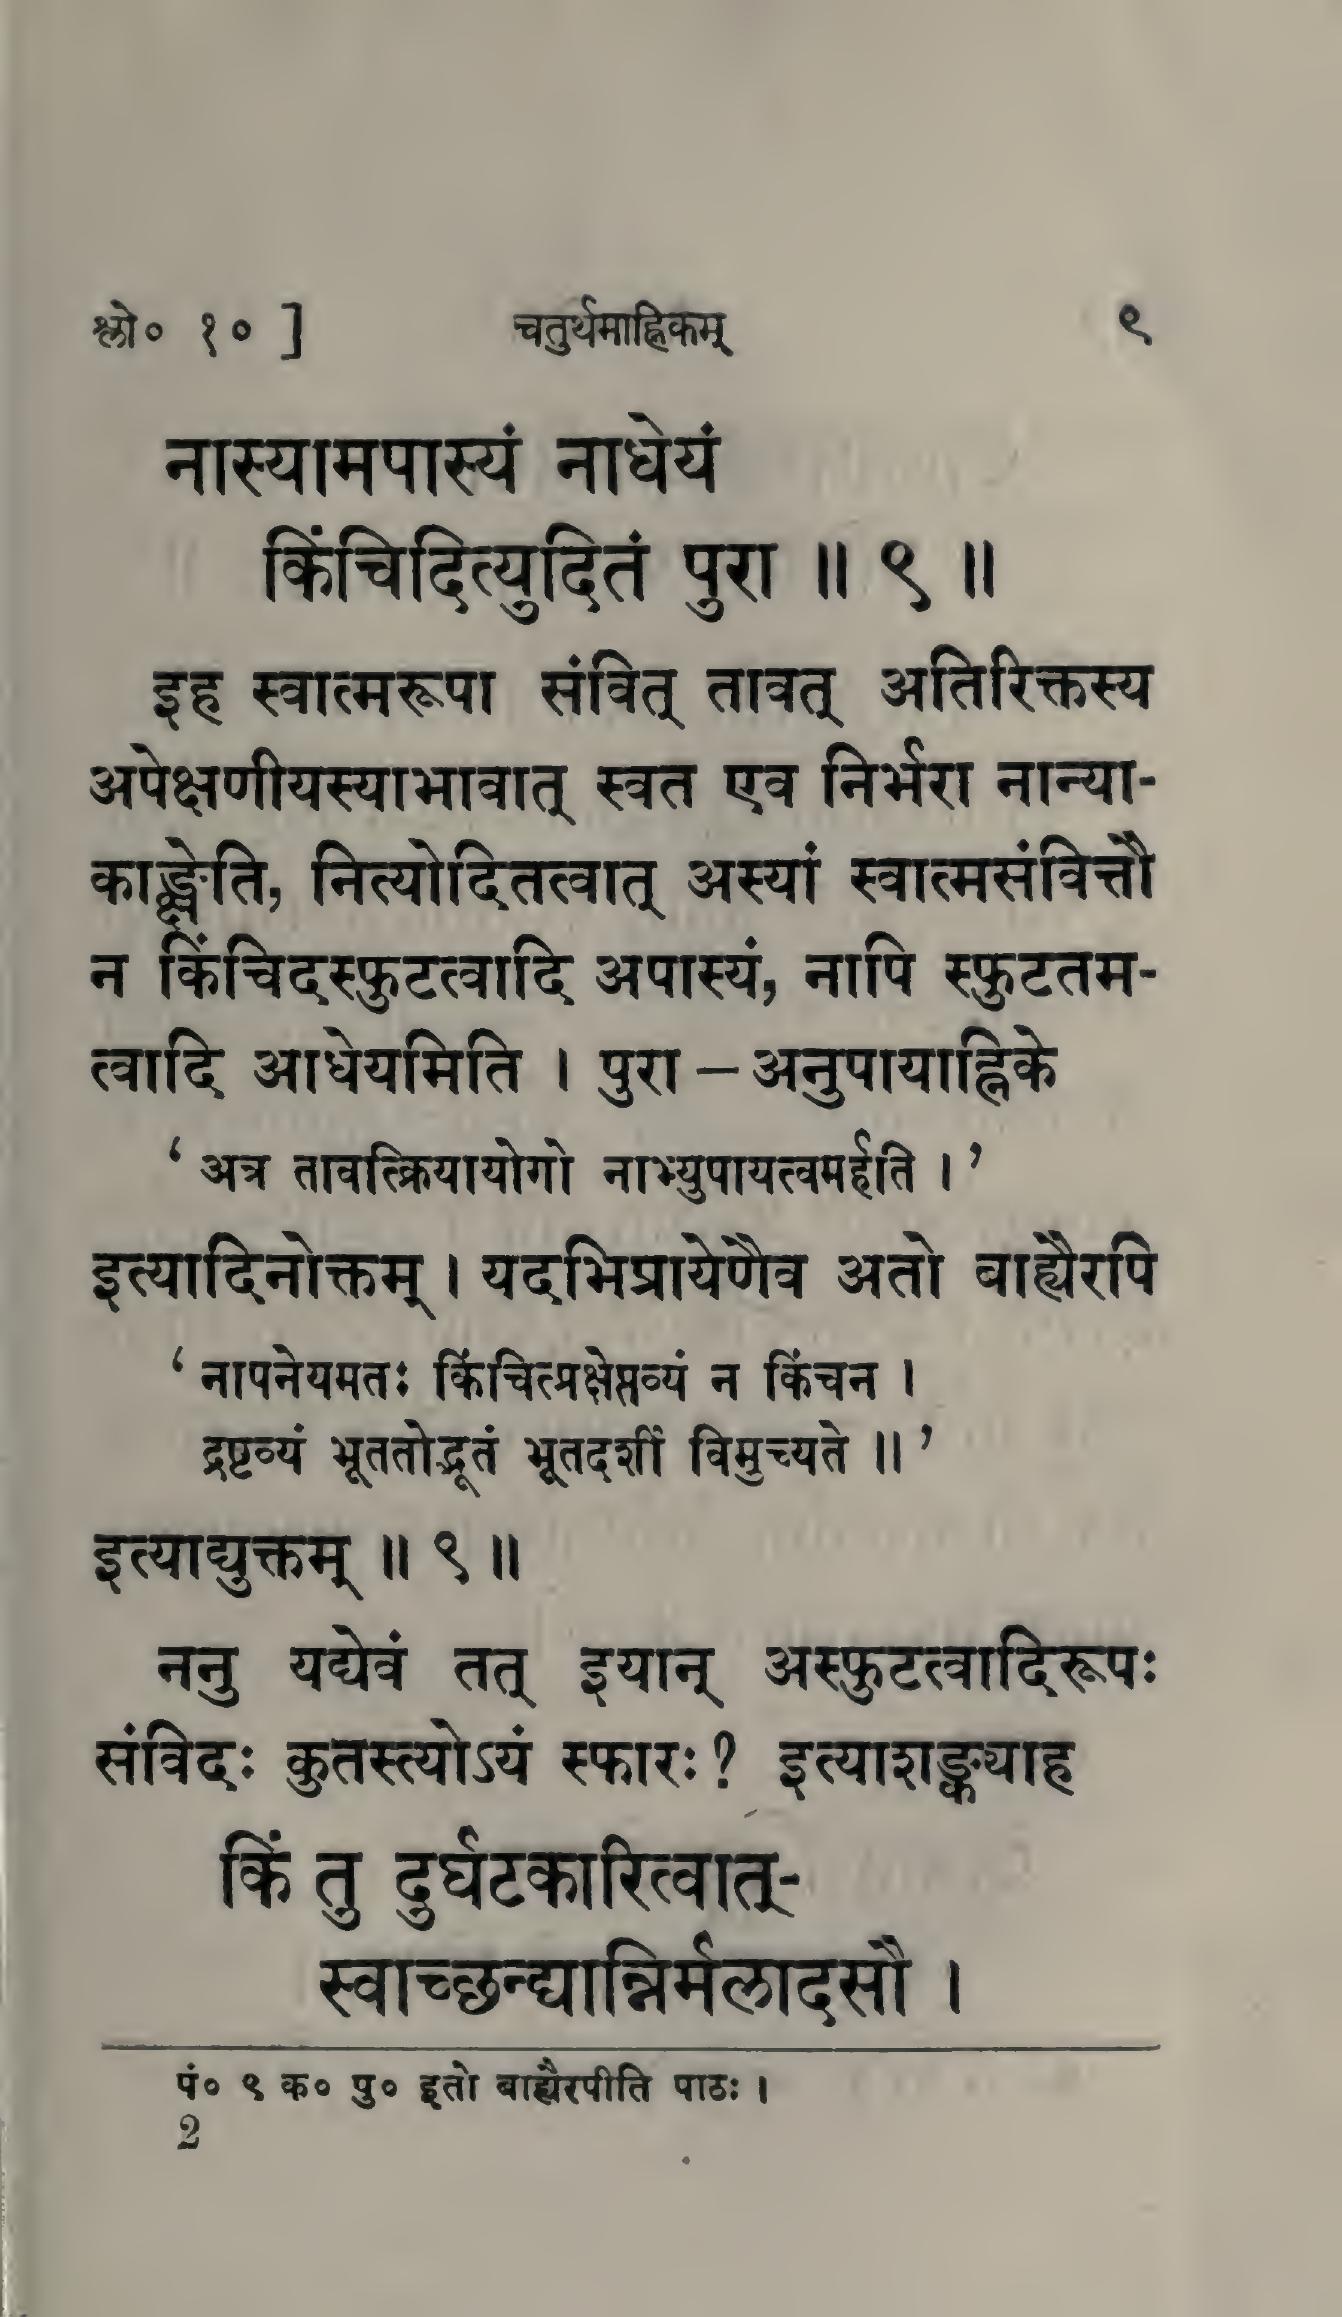 श्लो० १० ] चतुर्थमाह्निकम् ९
नास्यामपास्यं नाधेयं
किंचिदित्युदितं पुरा ॥ ९ ॥
इह स्वात्मरूपा संवित् तावत् अतिरिक्तस्य
अपेक्षणीयस्याभावात् स्वत एव निर्भरा नान्या-
काङ्क्षेति, नित्योदितत्वात् अस्यां स्वात्मसंवित्तौ
न किंचिदस्फुटत्वादि अपास्यं, नापि स्फुटतम-
त्वादि आधेयमिति । पुरा – अनुपायाह्निके
‘ अत्र तावत्क्रियायोगो नाभ्युपायत्वमर्हति । ’
इत्यादिनोक्तम् । यदभिप्रायेणैव अतो बाह्यैरपि
‘ नापनेयमतः किंचित्प्रक्षेप्तव्यं न किंचन ।
द्रष्टव्यं भूततोद्भूतं भूतदर्शी विमुच्यते ॥ ’
इत्याद्युक्तम् ॥ ९ ॥
ननु यद्येवं तत् इयान् अस्फुटत्वादिरूपः
संविदः कुतस्त्योऽयं स्फारः? इत्याशङ्क्याह
किं तु दुर्घटकारित्वात्-
स्वाच्छन्द्यान्निर्मलादसौ ।
पं० ९ क० पु० इतो बाह्यैरपीति पाठः ।
2